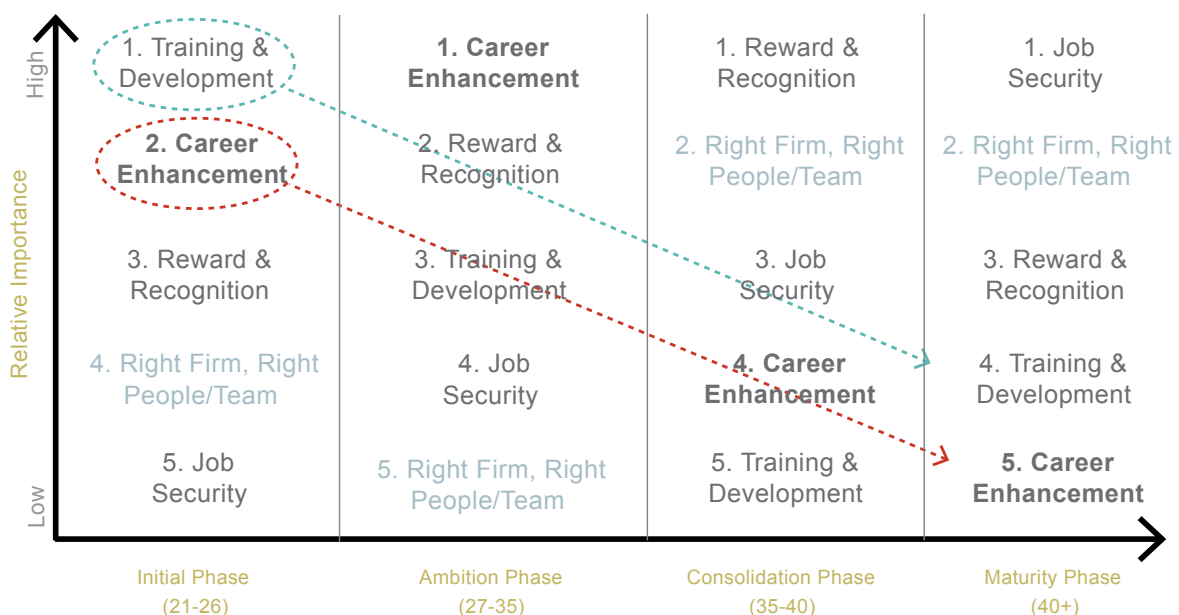 High
Low
Relative Importance
1. Training &
Development
2. Career
Enhancement
3. Reward &
Recognition
4. Right Firm, Right
People/Team
5. Job
Security
1. Career
Enhancement
2. Reward &
Recognition
3. Training &
Development
4. Job
Security
5. Right Firm, Right
People/Team
1. Reward &
Recognition
2. Right Firm, Right
People/Team
3. Job
Security
4. Career
Enhancement
5. Training &
Development
1. Job
Security
2. Right Firm, Right
People/Team
3. Reward &
Recognition
4. Training &
Development
5. Career
Enhancement
Initial Phase
(21-26)
Ambition Phase
(27-35)
Consolidation Phase
(35-40)
Maturity Phase
(40+)